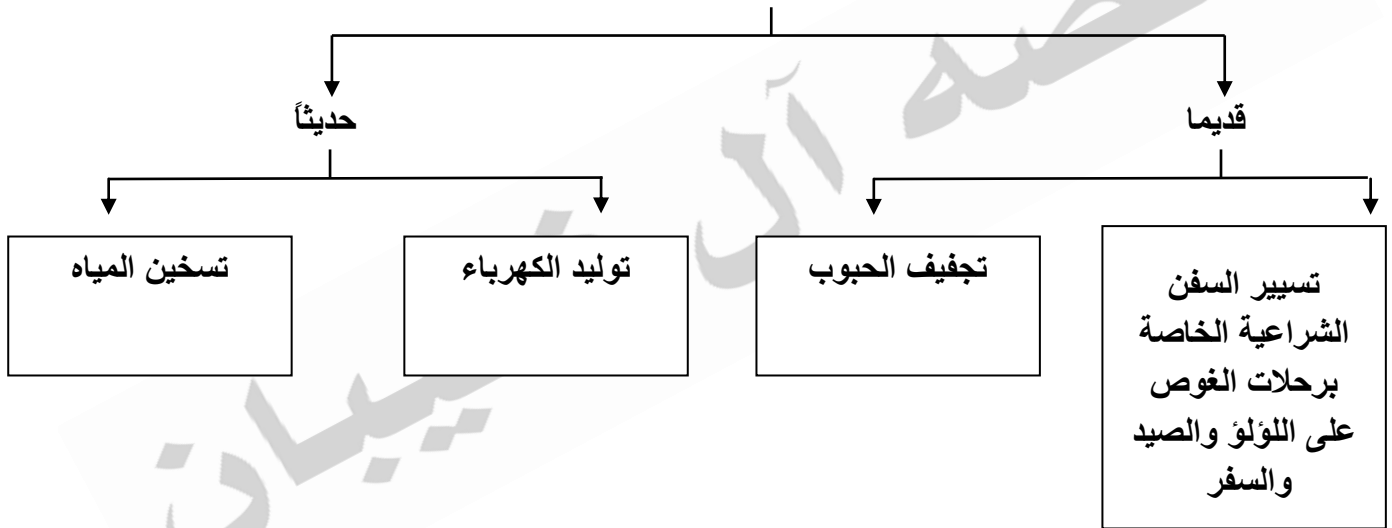 قديما
حديثاً
تسيير السفن
الشراعية الخاصة
برحلات الغوص
على اللؤلؤ والصيد
والسفر
تجفيف الحبوب
توليد الكهرباء
تسخين المياه